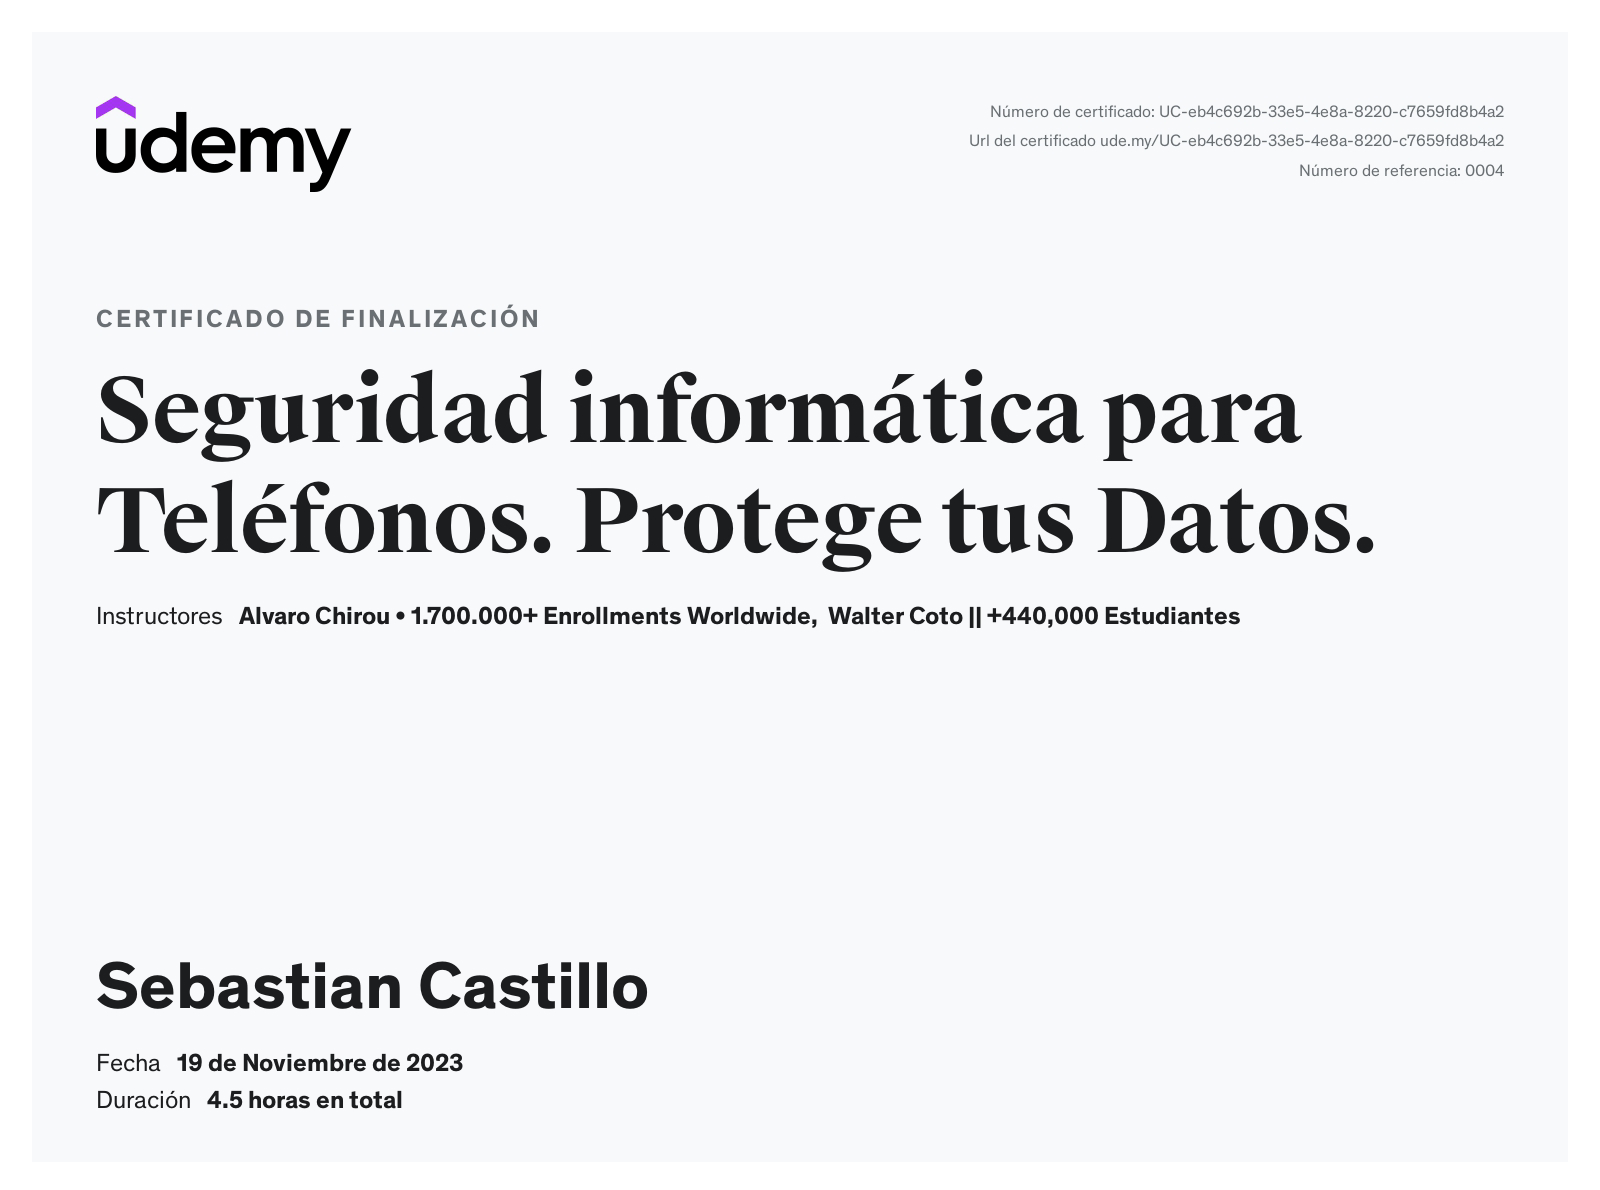 udemy
Número de certificado: UC-eb4c692b-33e5-4e8a-8220-c7659fd8b4a2
Url del certificado ude.my/UC-eb4c692b-33e5-4e8a-8220-c7659fd8b4a2
Número de referencia: 0004
CERTIFICADO DE FINALIZACIÓN
Seguridad informática para
Teléfonos. Protege tus Datos.
Instructores Alvaro Chirou • 1.700.000+ Enrollments Worldwide, Walter Coto || +440,000 Estudiantes
Sebastian Castillo
Fecha 19 de Noviembre de 2023
Duración 4.5 horas en total